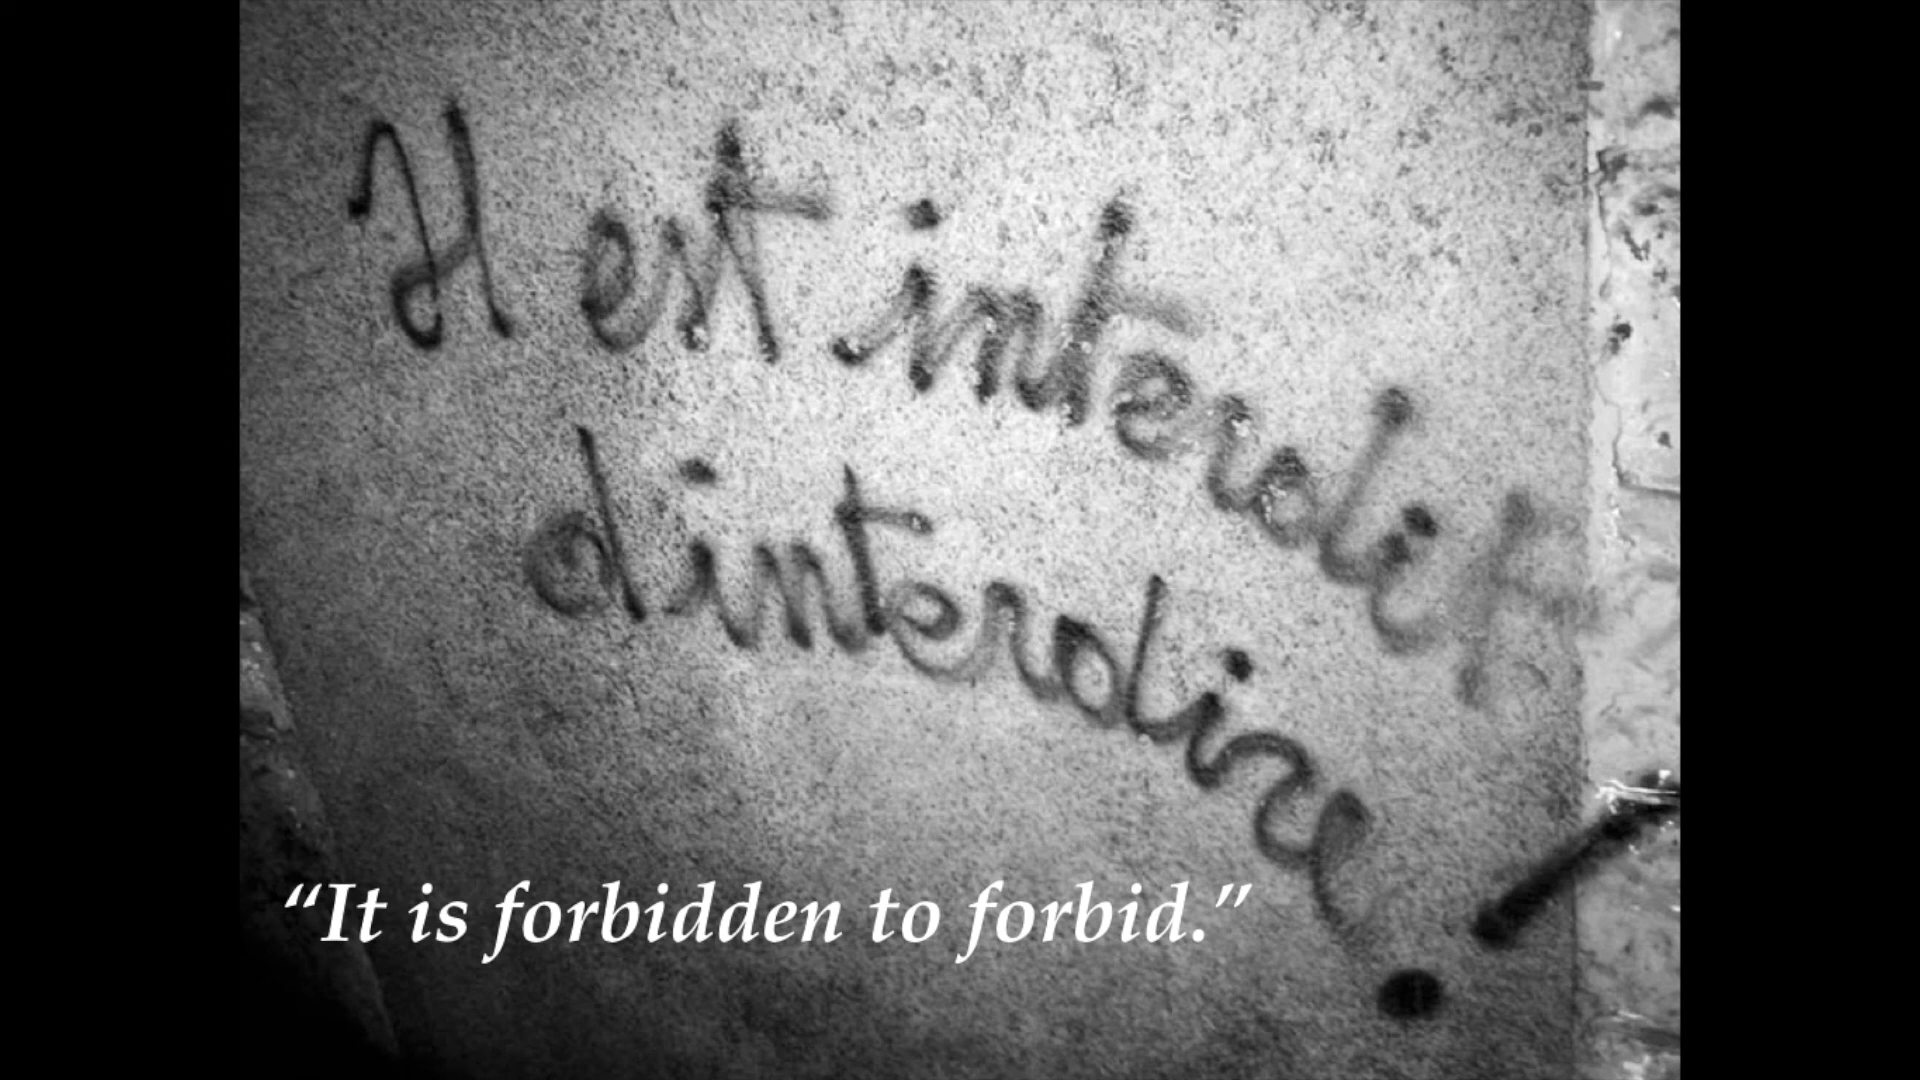 Il est interdit
d'interdire!
“It is forbidden to forbid.”